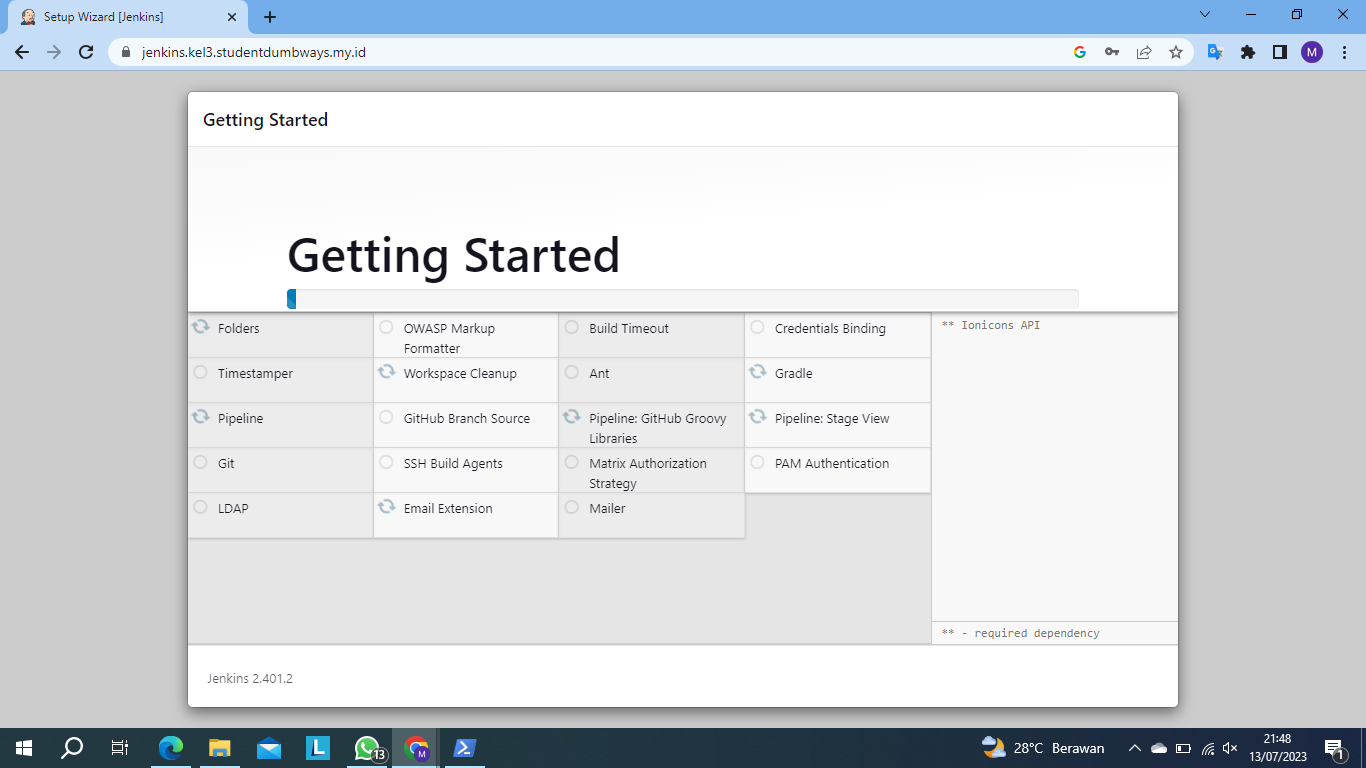 Setup Wizard [Jenkins]
jenkins.kel3.studentdumbways.my.id
M
Getting Started
Getting Started
Folders
OWASP Markup
Formatter
Build Timeout
Credentials Binding
** Ionicons API
Timestamper
Workspace Cleanup
Ant
Gradle
Pipeline
GitHub Branch Source
Pipeline: GitHub Groovy
Libraries
Pipeline: Stage View
Git
SSH Build Agents
Matrix Authorization
Strategy
PAM Authentication
LDAP
Email Extension
Mailer
** - required dependency
Jenkins 2.401.2
L
13
M
28°C Berawan
21:48
13/07/2023
1